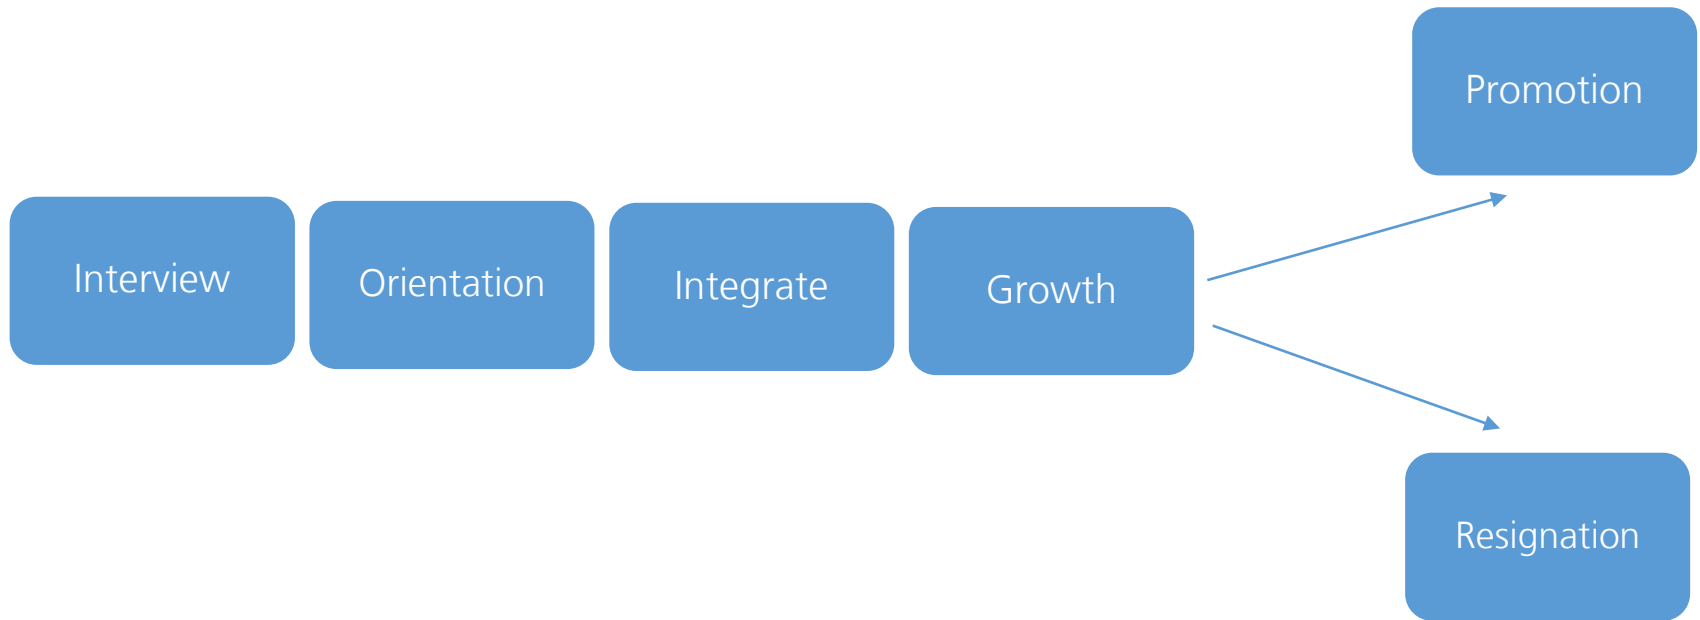 Promotion
Interview
Orientation
Integrate
Growth
Resignation